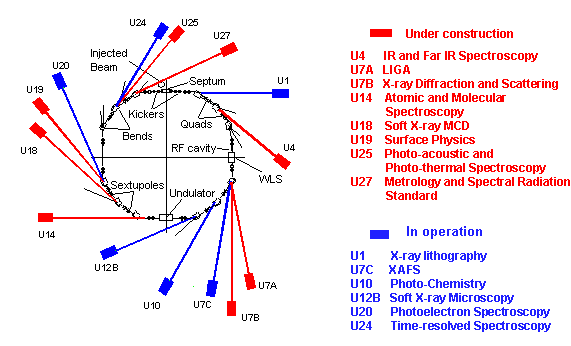 U24
U25
U27
Injected
Beam
U20
Septum
U1
U19
Kickers
Quads
Bends
U18
RF cavity
U4
Sextupoles
Undulator
WLS
U14
U12B
U10
U7C
U7A
U7B
Under construction
U4 IR and Far IR Spectroscopy
U7A LIGA
U7B X-ray Diffraction and Scattering
U14 Atomic and Molecular
Spectroscopy
U18 Soft X-ray MCD
U19 Surface Physics
U25 Photo-acoustic and
Photo-thermal Spectroscopy
U27 Metrology and Spectral Radiation
Standard
In operation
U1 X-ray lithography
U7C XAFS
U10 Photo-Chemistry
U12B Soft X-ray Microscopy
U20 Photoelectron Spectroscopy
U24 Time-resolved Spectroscopy